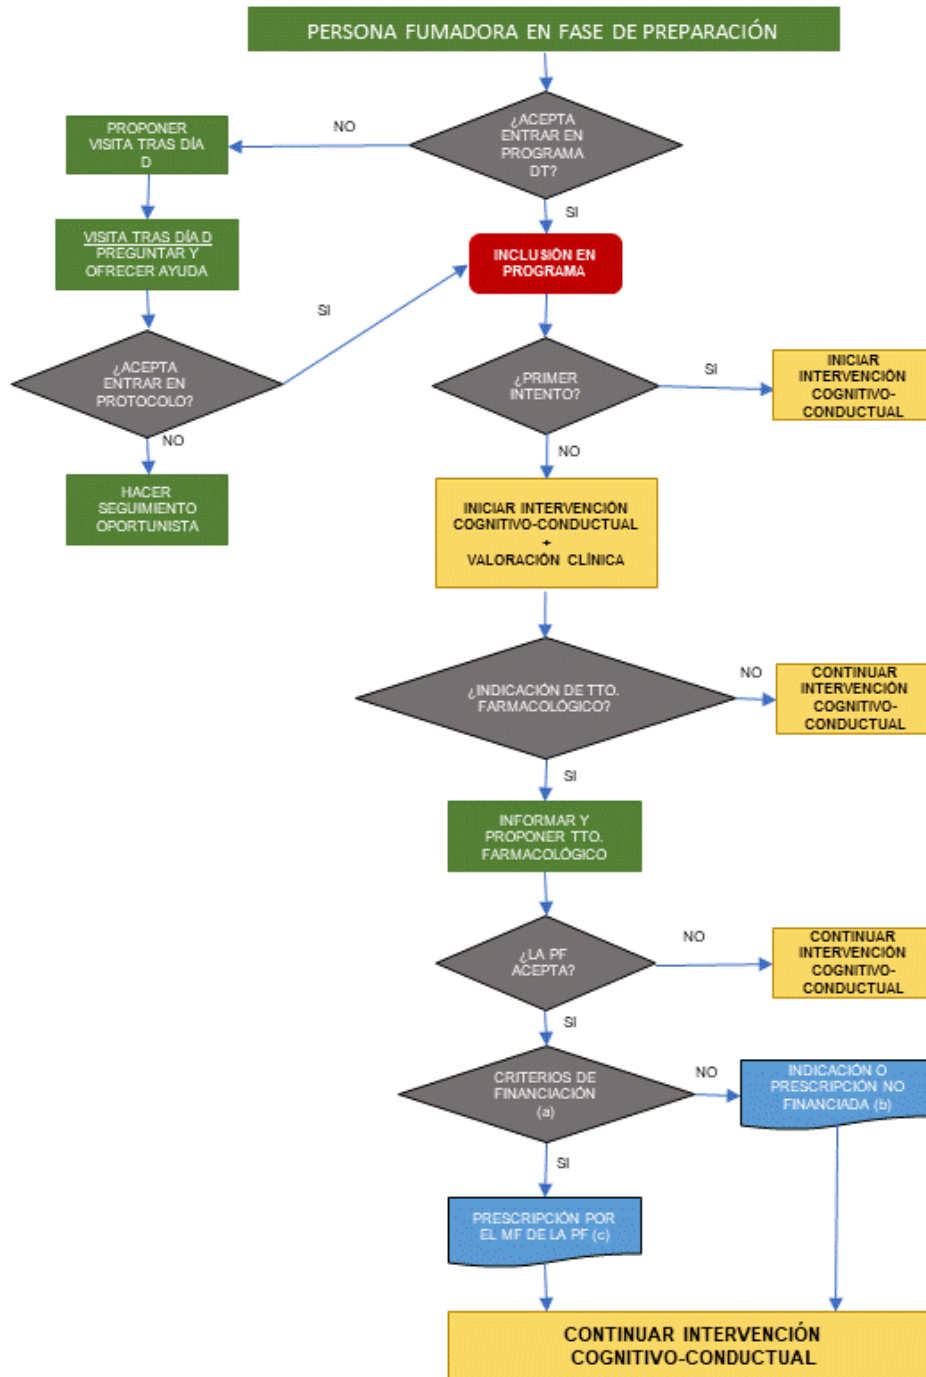 PERSONA FUMADORA EN FASE DE PREPARACIÓN
¿ACEPTA
ENTRAR EN
PROGRAMA
DT?
NO
PROPONER
VISITA TRAS DÍA
D
SI
VISITA TRAS DÍA D
PREGUNTAR Y
OFRECER AYUDA
INCLUSIÓN EN
PROGRAMA
SI
¿ACEPTA
ENTRAR EN
PROTOCOLO?
¿PRIMER
INTENTO?
SI
INICIAR
INTERVENCIÓN
COGNITIVO-
CONDUCTUAL
NO
NO
HACER
SEGUIMIENTO
OPORTUNISTA
INICIAR INTERVENCIÓN
COGNITIVO-CONDUCTUAL
+
VALORACIÓN CLÍNICA
¿INDICACIÓN DE TTO.
FARMACOLÓGICO?
NO
CONTINUAR
INTERVENCIÓN
COGNITIVO-
CONDUCTUAL
SI
INFORMAR Y
PROPONER TTO.
FARMACOLÓGICO
¿LA PF
ACEPTA?
NO
CONTINUAR
INTERVENCIÓN
COGNITIVO-
CONDUCTUAL
SI
CRITERIOS DE
FINANCIACIÓN
(a)
NO
INDICACIÓN O
PRESCRIPCIÓN NO
FINANCIADA (b)
SI
PRESCRIPCIÓN POR
EL MF DE LA PF (c)
CONTINUAR INTERVENCIÓN
COGNITIVO-CONDUCTUAL